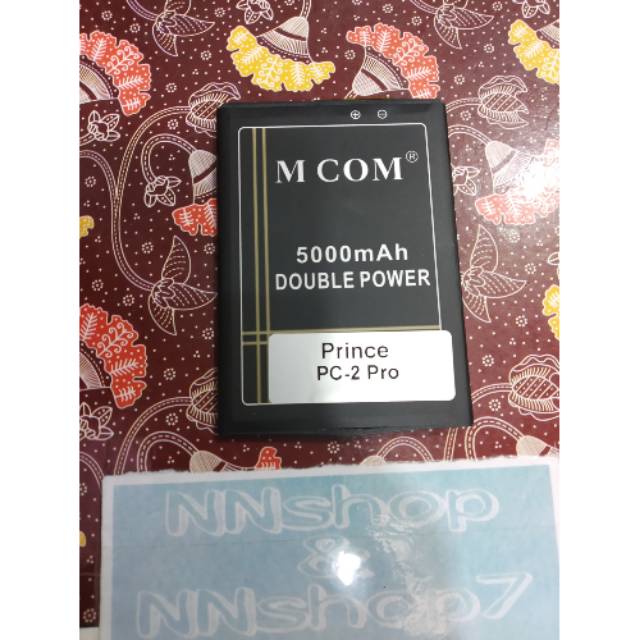 ⊕ ⊖
M COM®
5000mAh
DOUBLE POWER
Prince
PC-2 Pro
NNshop
&
NNshop7